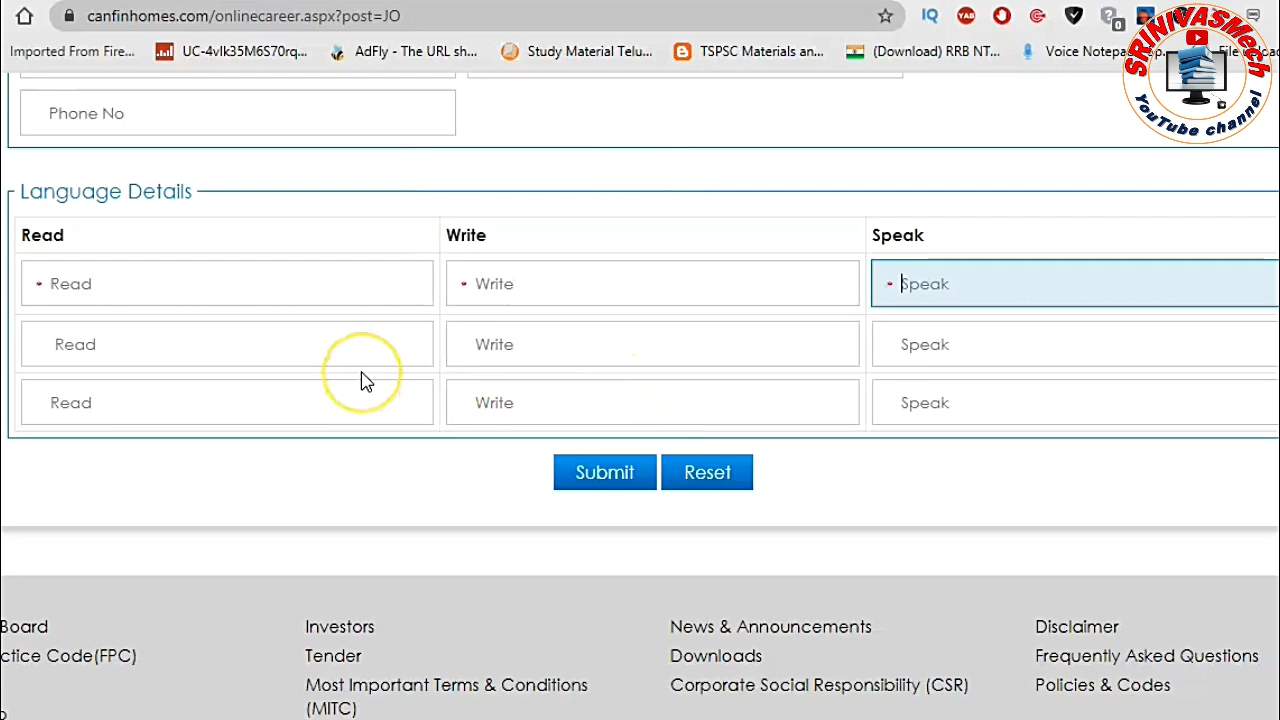 canfinhomes.com/onlinecareer.aspx?post=JO
IQ
YAB
0
Imported From Fire...
UC-4vIk35M6S70rq...
AdFly - The URL sh...
Study Material Telu...
TSPSC Materials an...
(Download) RRB NT...
Voice Notepa
SRINIVASMech
YouTube channel
Phone No
Language Details
Read Write Speak
Read Write Speak
Read Write Speak
Read Write Speak
Submit Reset
Board Investors News & Announcements Disclaimer
ctice Code(FPC) Tender Downloads Frequently Asked Questions
Most Important Terms & Conditions Corporate Social Responsibility (CSR) Policies & Codes
(MITC)